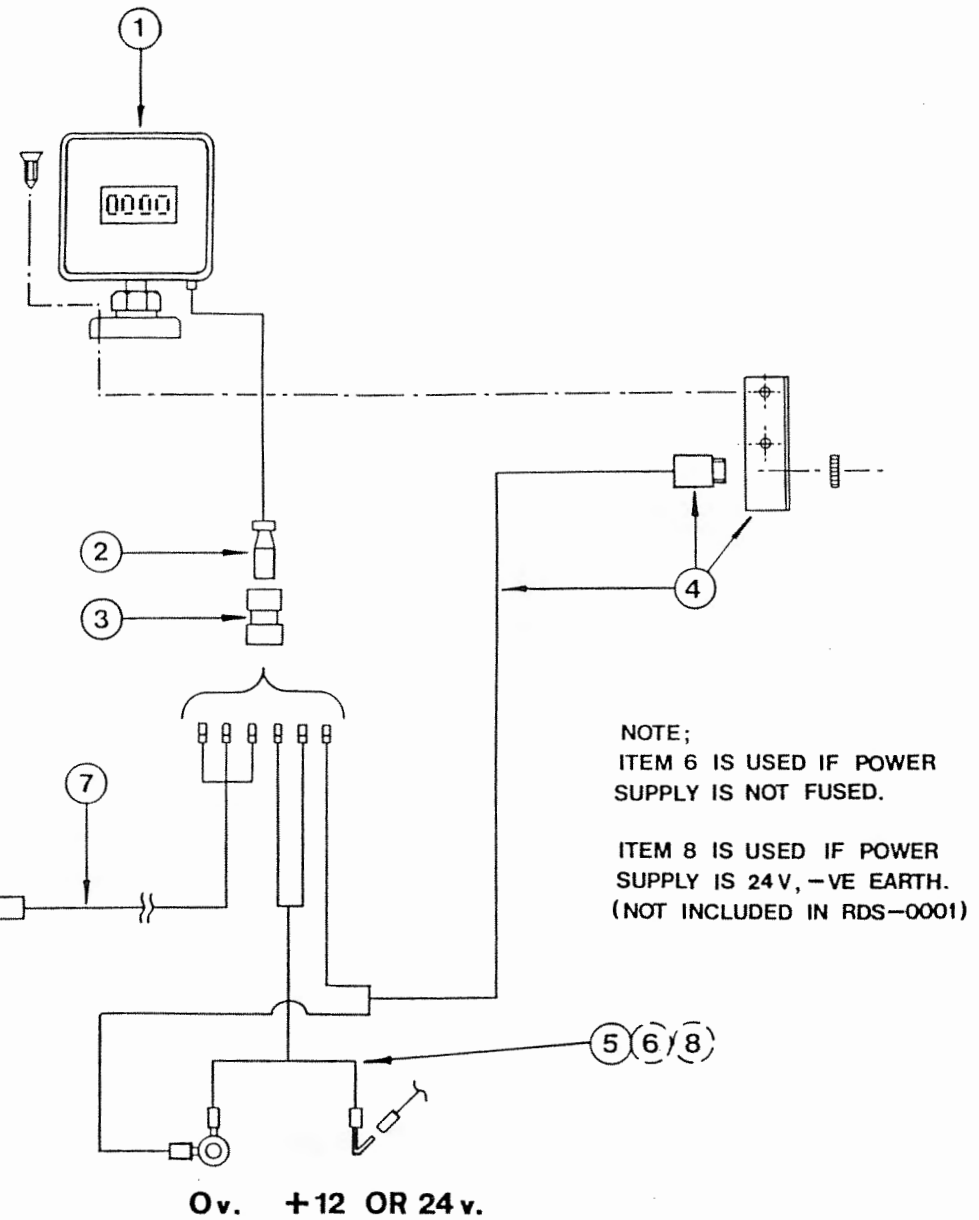 1
0000
2
3
4
7
NOTE;
ITEM 6 IS USED IF POWER
SUPPLY IS NOT FUSED.
ITEM 8 IS USED IF POWER
SUPPLY IS 24V, -VE EARTH.
(NOT INCLUDED IN RDS-0001)
5 6 8
0v. +12 OR 24v.